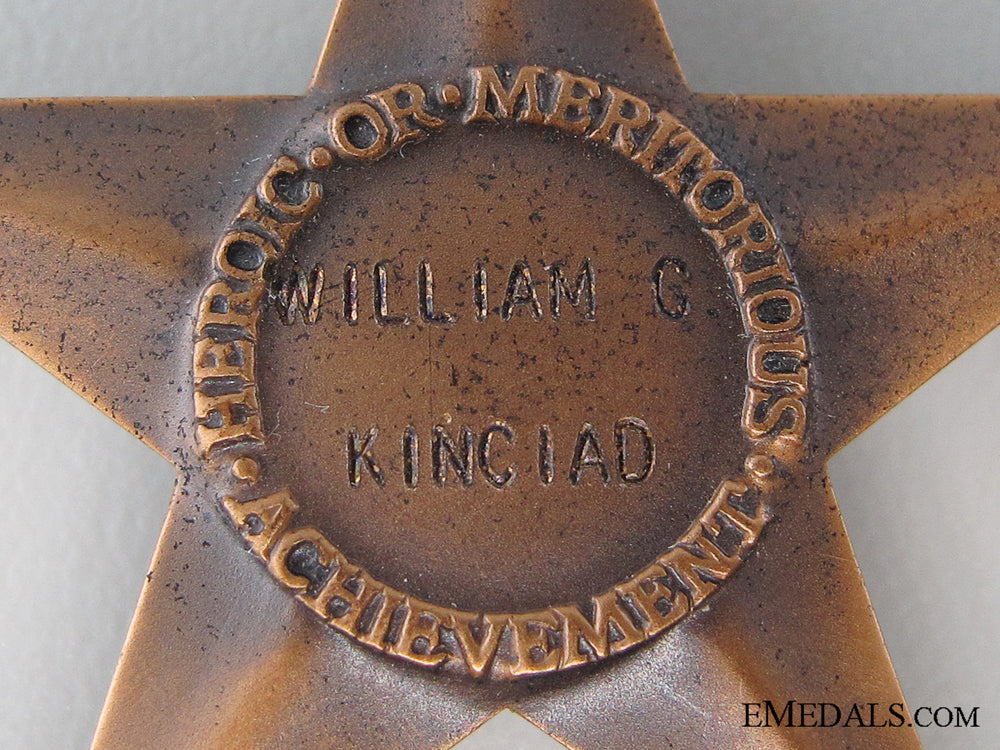 HEROIC · OR · MERITORIOUS ·
WILLIAM G
KINCIAD
· ACHIEVEMENT ·
EMEDALS.COM